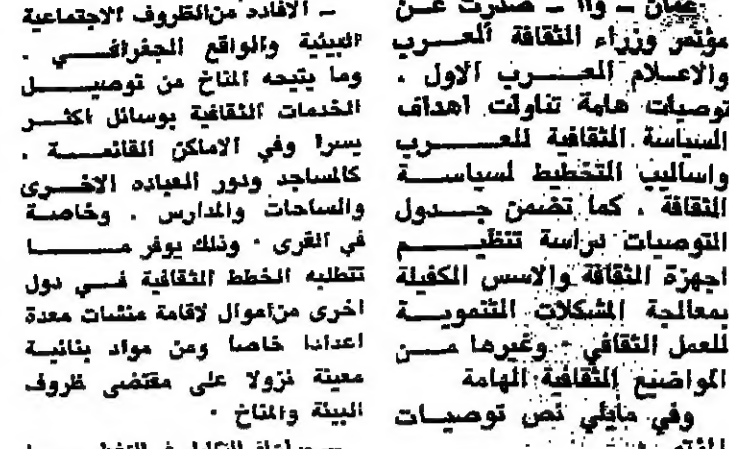 عمان – وا – صدرت عن
مؤتمر وزراء الثقافة العرب
والاعلام العرب الاول .
توصيات هامة تناولت اهداف
السياسة الثقافية للعرب
واساليب التخطيط لسياسة
الثقافة . كما تضمن جدول
التوصيات دراسة تنظيم
اجهزة الثقافة والاسس الكفيلة
بمعالجة المشكلات التنموية
للعمل الثقافي . وغيرها من
المواضيع الثقافية الهامة
وفي مايلي نص توصيات
– الافادة من الظروف الاجتماعية
البيئية والواقع الجغرافي .
وما يتيحه المناخ من توصيل
الخدمات الثقافية بوسائل اكثر
يسرا وفي الاماكن القائمة .
كالمساجد ودور العباده الاخرى
والساحات والمدارس . وخاصة
في القرى . وذلك يوفر ما
تتطلبه الخطط الثقافية في دول
اخرى من اموال لاقامة منشات معدة
اعدادا خاصا ومن مواد بنائية
معينة نزولا على مقتضى ظروف
البيئة والمناخ .